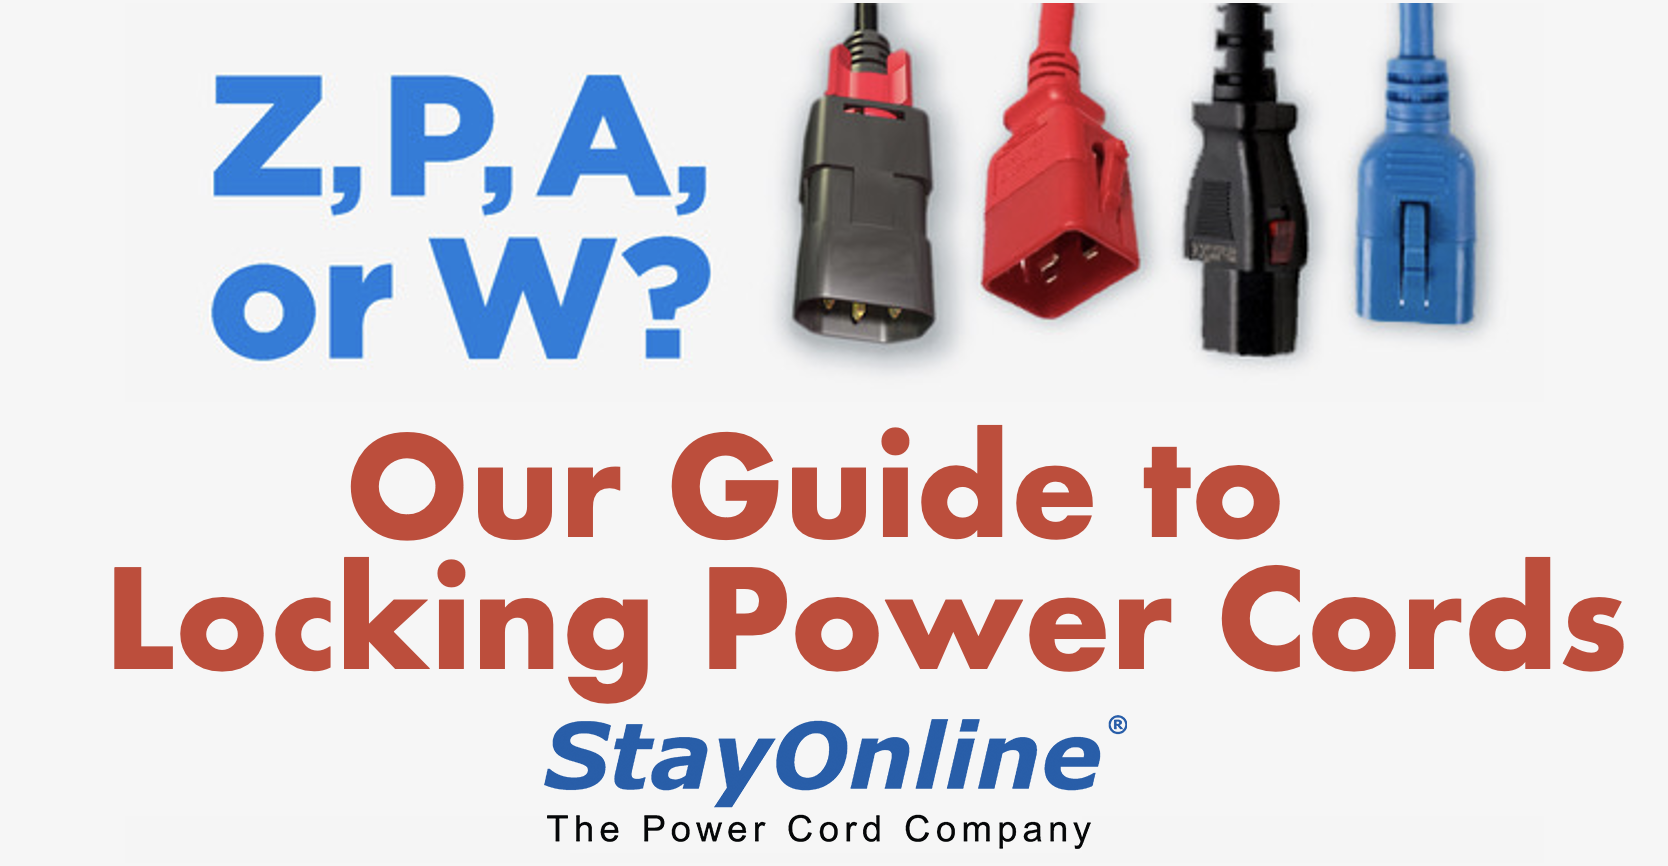 Z, P, A,
or W?
Our Guide to
Locking Power Cords
StayOnline®
The Power Cord Company